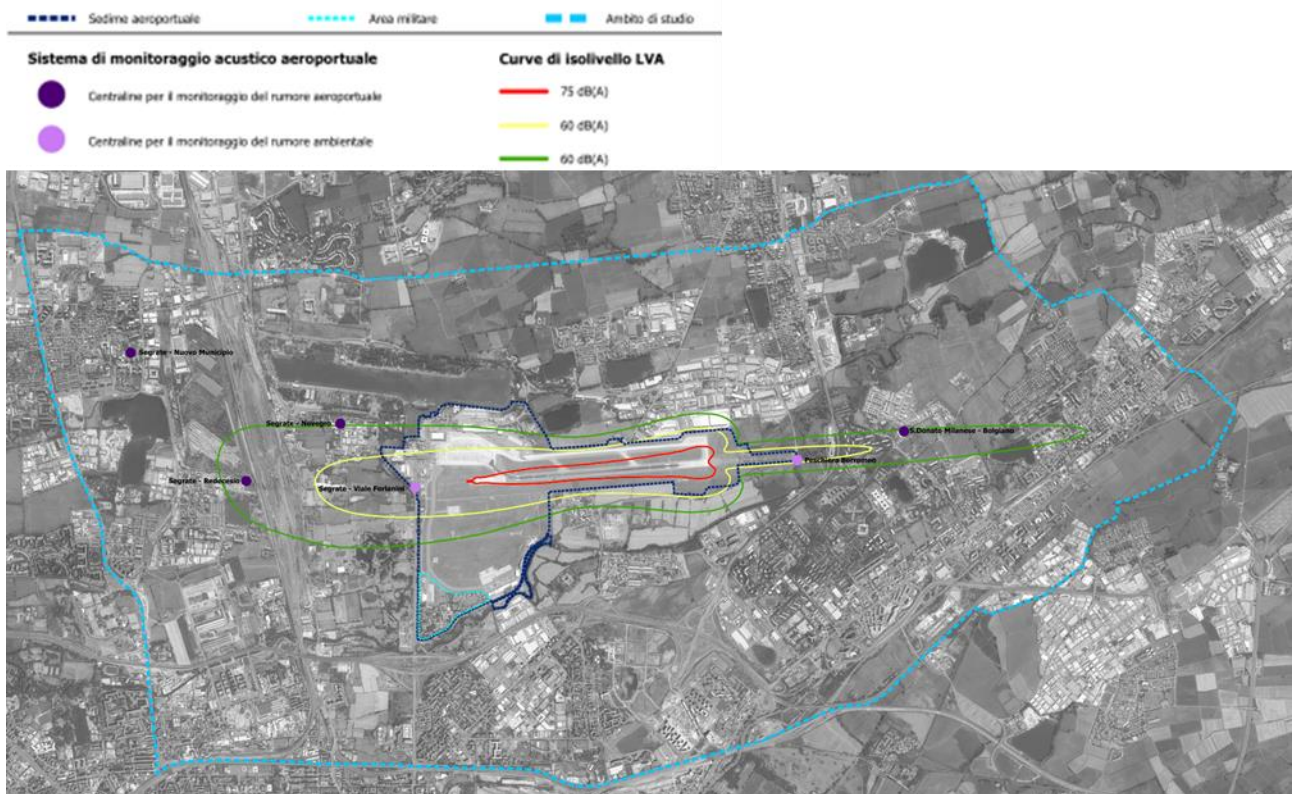 Sedime aeroportuale
Area militare
Ambito di studio
Sistema di monitoraggio acustico aeroportuale
Curve di isolivello LVA
Centraline per il monitoraggio del rumore aeroportuale
75 dB(A)
60 dB(A)
Centraline per il monitoraggio del rumore ambientale
60 dB(A)
Segrate - Nuovo Municipio
Segrate - Novegro
S.Donato Milanese - Bolgiano
Peschiera Borromeo
Segrate - Redecesio
Segrate - Viale Forlanini